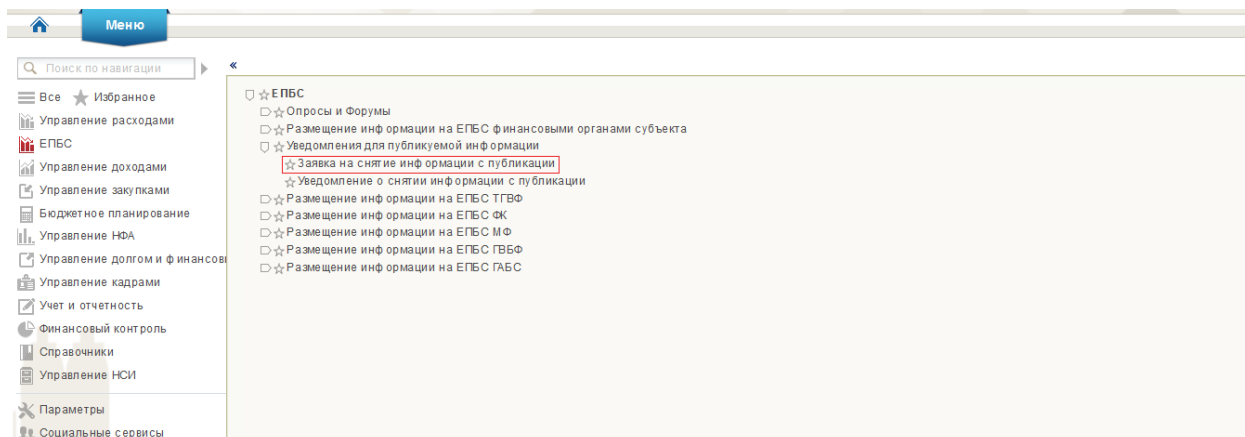 Меню
Поиск по навигации
«
Все Избранное
Управление расходами
ЕПБС
Управление доходами
Управление закупками
Бюджетное планирование
Управление НФА
Управление долгом и финансовы
Управление кадрами
Учет и отчетность
Финансовый контроль
Справочники
Управление НСИ
Параметры
Социальные сервисы
ЕПБС
Опросы и Форумы
Размещение информации на ЕПБС финансовыми органами субъекта
Уведомления для публикуемой информации
Заявка на снятие информации с публикации
Уведомление о снятии информации с публикации
Размещение информации на ЕПБС ТГВФ
Размещение информации на ЕПБС ФК
Размещение информации на ЕПБС МФ
Размещение информации на ЕПБС ГВБФ
Размещение информации на ЕПБС ГАБС